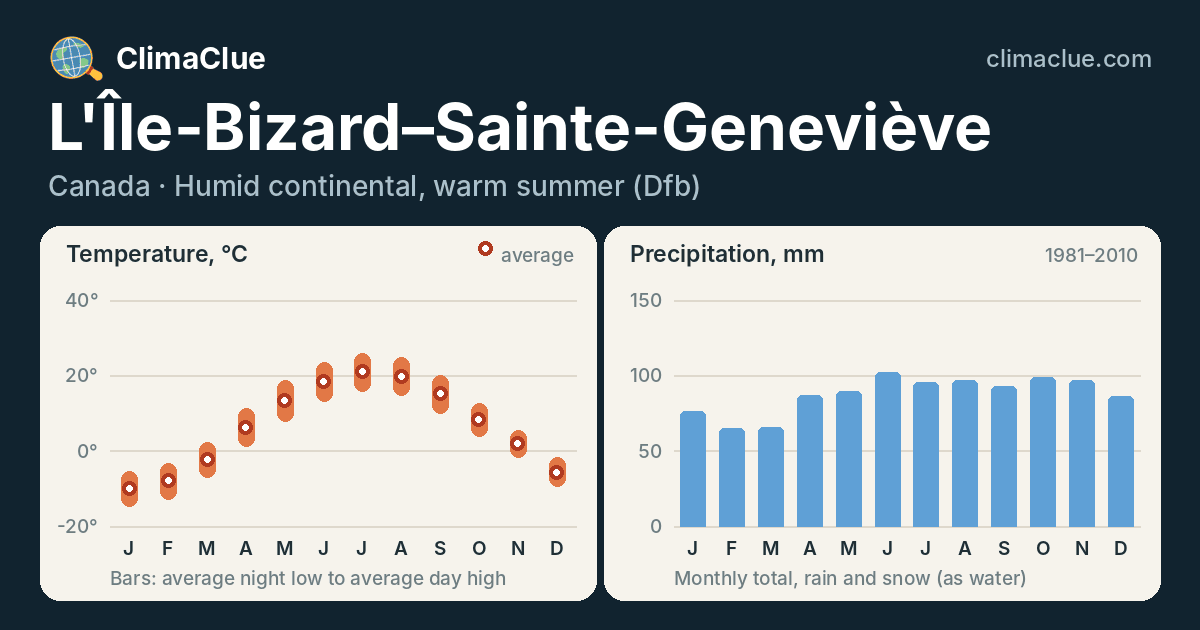 ClimaClue
climaclue.com
L'Île-Bizard–Sainte-Geneviève
Canada · Humid continental, warm summer (Dfb)
Temperature, °C
average
40°
20°
0°
-20°
J F M A M J J A S O N D
Bars: average night low to average day high
Precipitation, mm
1981–2010
150
100
50
0
J F M A M J J A S O N D
Monthly total, rain and snow (as water)